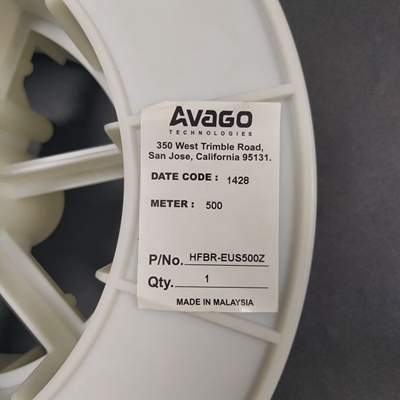 AVAGO
TECHNOLOGIES
350 West Trimble Road,
San Jose, California 95131.
DATE CODE : 1428
METER : 500
P/No. HFBR-EUS500Z
Qty. 1
MADE IN MALAYSIA